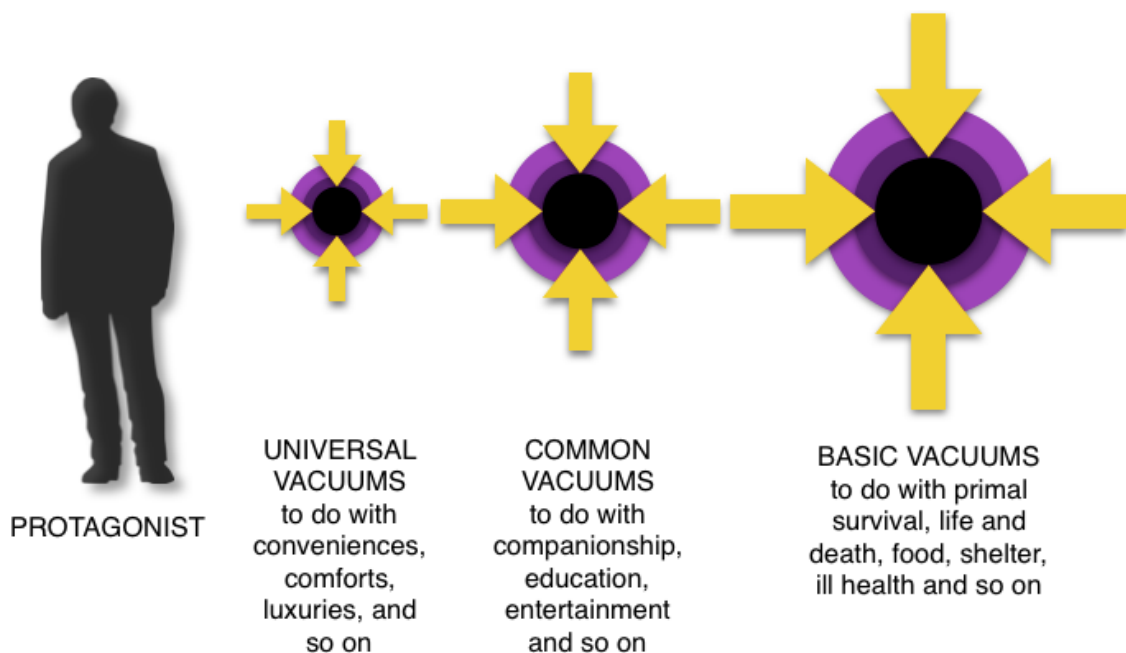 PROTAGONIST
UNIVERSAL
VACUUMS
to do with
conveniences,
comforts,
luxuries, and
so on
COMMON
VACUUMS
to do with
companionship,
education,
entertainment
and so on
BASIC VACUUMS
to do with primal
survival, life and
death, food, shelter,
ill health and so on